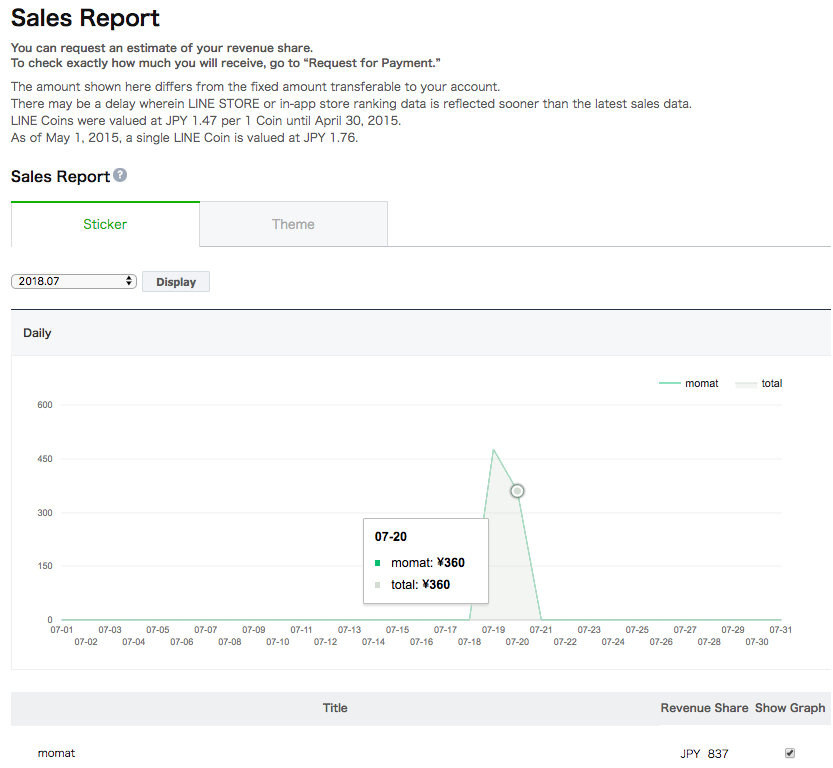 Sales Report
You can request an estimate of your revenue share.
To check exactly how much you will receive, go to “Request for Payment.”
The amount shown here differs from the fixed amount transferable to your account.
There may be a delay wherein LINE STORE or in-app store ranking data is reflected sooner than the latest sales data.
LINE Coins were valued at JPY 1.47 per 1 Coin until April 30, 2015.
As of May 1, 2015, a single LINE Coin is valued at JPY 1.76.
Sales Report ?
Sticker Theme
2018.07 Display
Daily
momat total
600
450
300
150
0
07-20
momat: ¥360
total: ¥360
07-01 07-03 07-05 07-07 07-09 07-11 07-13 07-15 07-17 07-19 07-21 07-23 07-25 07-27 07-29 07-31
07-02 07-04 07-06 07-08 07-10 07-12 07-14 07-16 07-18 07-20 07-22 07-24 07-26 07-28 07-30
Title Revenue Share Show Graph
momat JPY 837